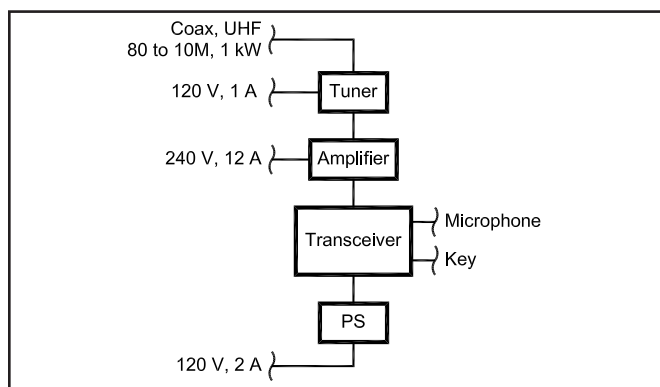 Coax, UHF
80 to 10M, 1 kW
120 V, 1 A
Tuner
240 V, 12 A
Amplifier
Transceiver
Microphone
Key
PS
120 V, 2 A